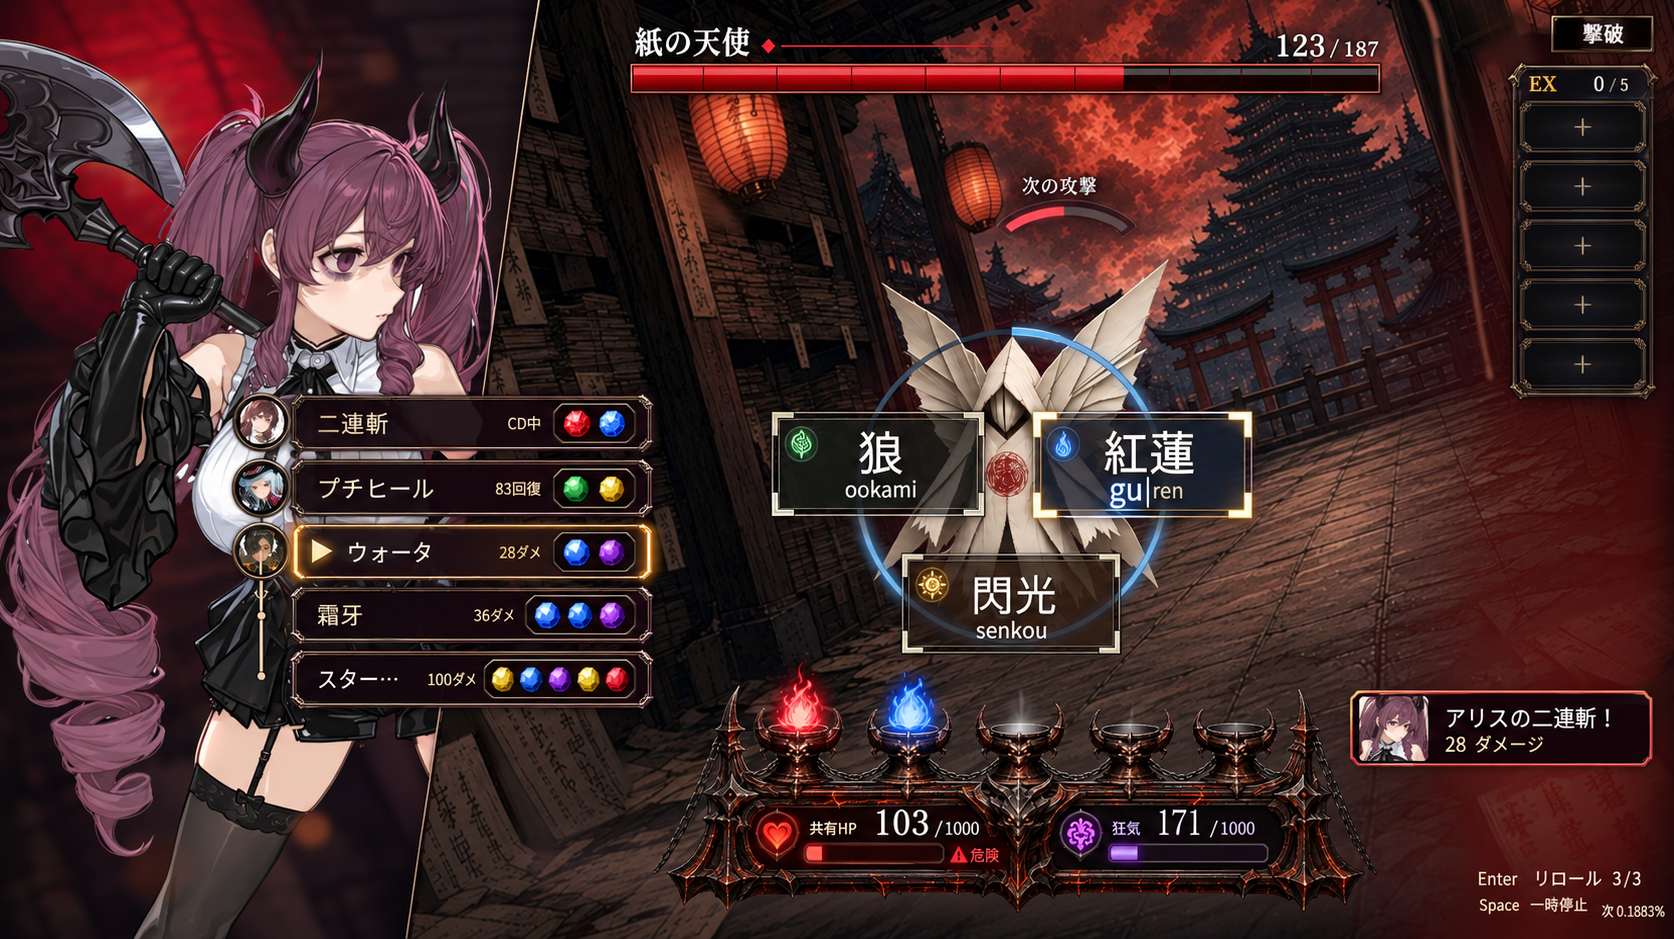 紙の天使
123 / 187
撃破
EX 0 / 5
次の攻撃
二連斬 CD中
プチヒール 83回復
ウォータ 28ダメ
霜牙 36ダメ
スター… 100ダメ
狼
ookami
紅蓮
guren
閃光
senkou
アリスの二連斬！
28 ダメージ
共有HP 103 /1000
危険
狂気 171 /1000
Enter リロール 3/3
Space 一時停止 次 0.1883%